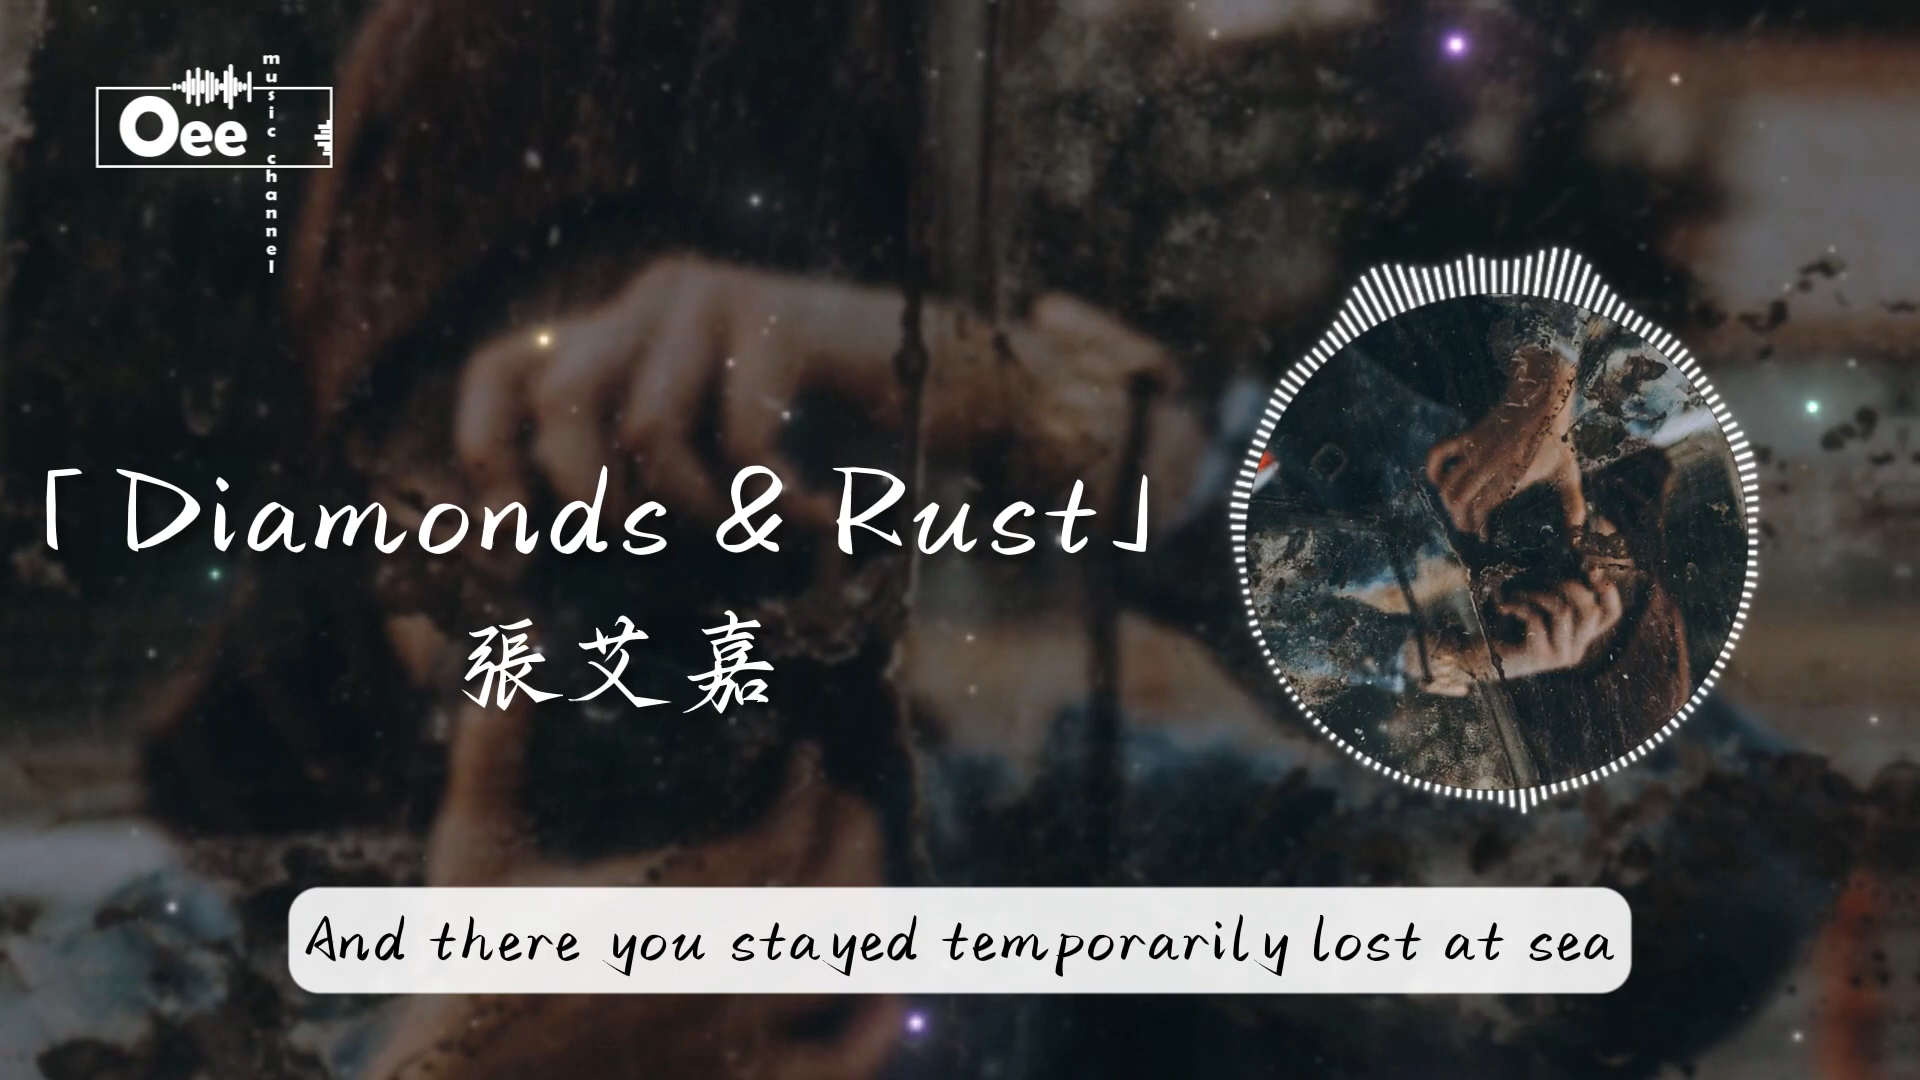 Oee
music channel
「Diamonds & Rust」
張艾嘉
And there you stayed temporarily lost at sea